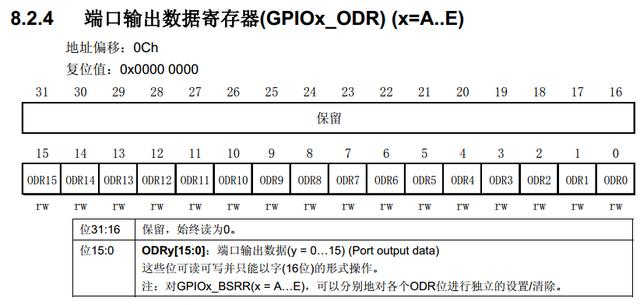 8.2.4 端口输出数据寄存器(GPIOx_ODR) (x=A..E)
地址偏移：0Ch
复位值：0x0000 0000
31 30 29 28 27 26 25 24 23 22 21 20 19 18 17 16
保留
15 14 13 12 11 10 9 8 7 6 5 4 3 2 1 0
ODR15 ODR14 ODR13 ODR12 ODR11 ODR10 ODR9 ODR8 ODR7 ODR6 ODR5 ODR4 ODR3 ODR2 ODR1 ODR0
rw rw rw rw rw rw rw rw rw rw rw rw rw rw rw rw
位31:16 保留，始终读为0。
位15:0 ODRy[15:0]：端口输出数据(y = 0…15) (Port output data)
这些位可读可写并只能以字(16位)的形式操作。
注：对GPIOx_BSRR(x = A…E)，可以分别地对各个ODR位进行独立的设置/清除。